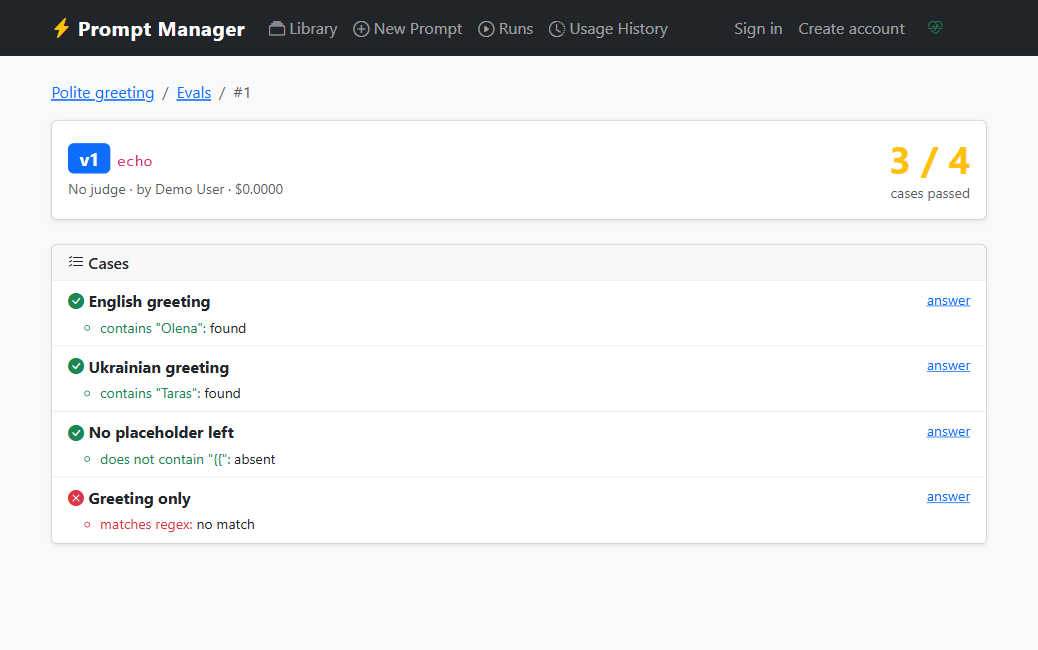 Prompt Manager Library New Prompt Runs Usage History Sign in Create account
Polite greeting / Evals / #1
v1 echo
No judge · by Demo User · $0.0000
3 / 4
cases passed
Cases
English greeting answer
contains "Olena": found
Ukrainian greeting answer
contains "Taras": found
No placeholder left answer
does not contain "{{": absent
Greeting only answer
matches regex: no match